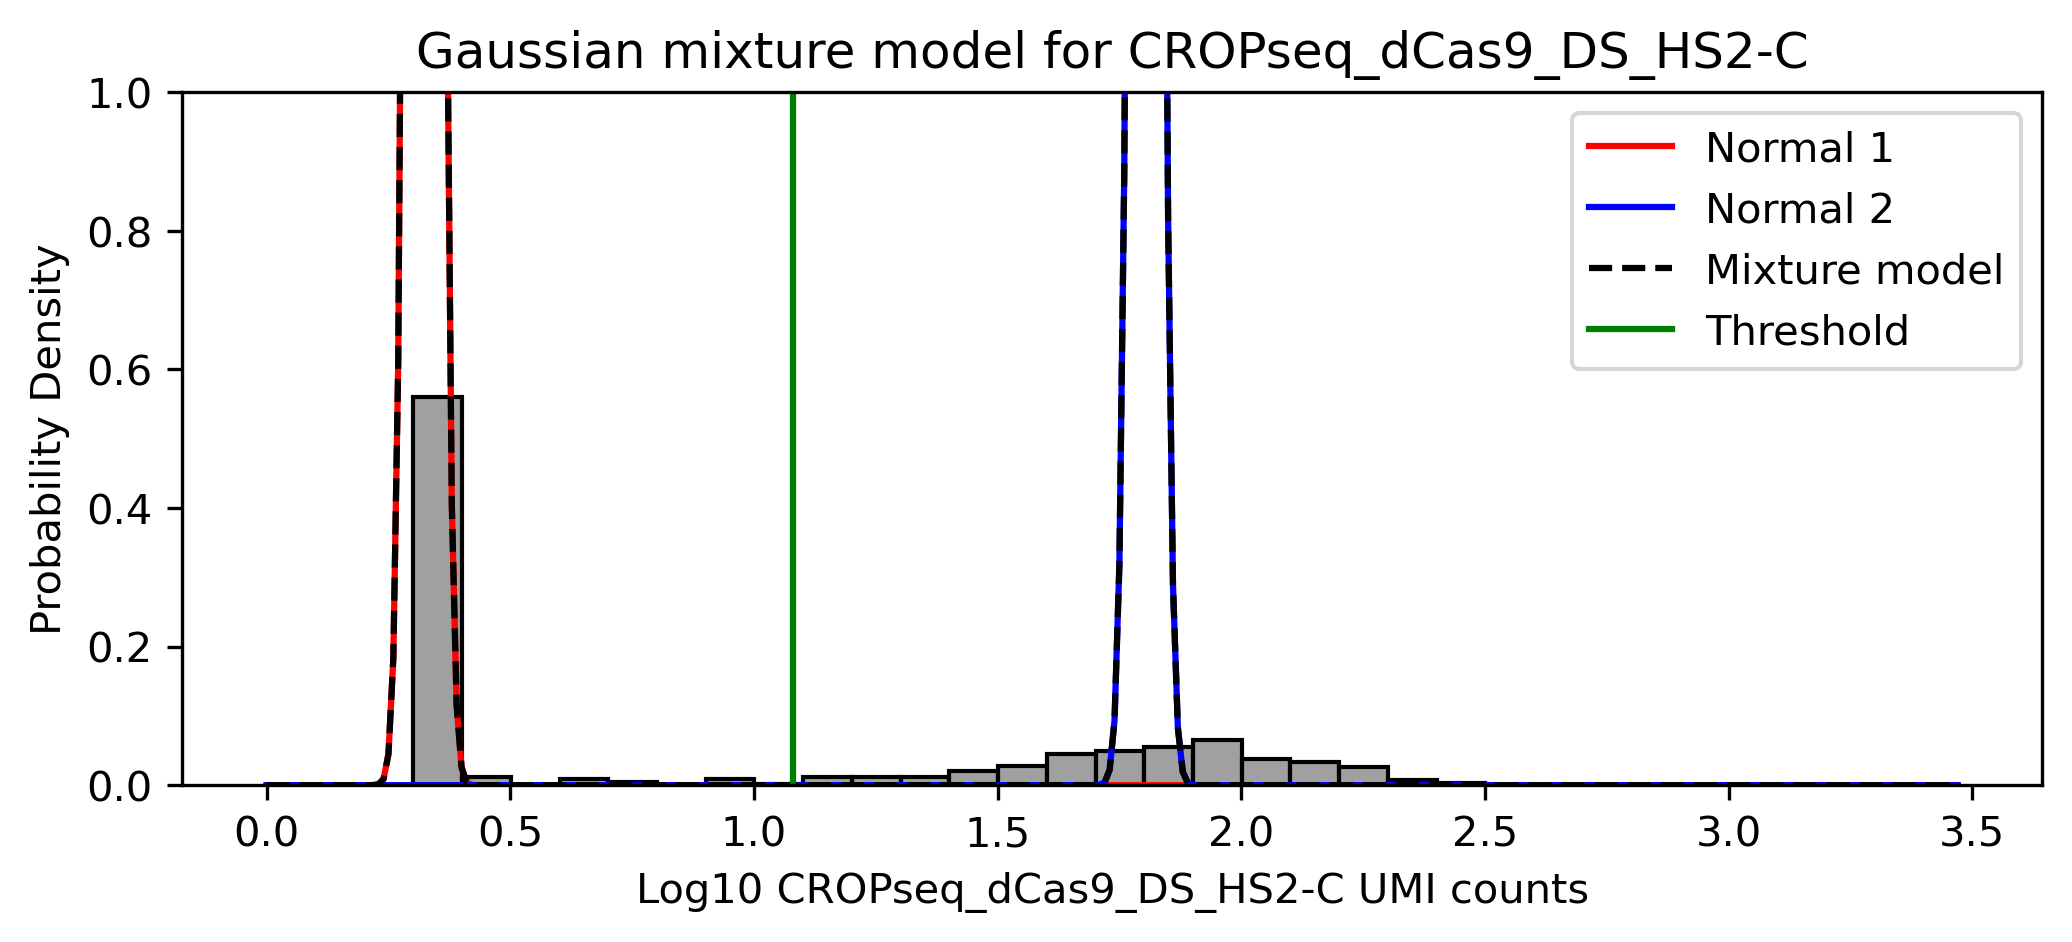 Gaussian mixture model for CROPseq_dCas9_DS_HS2-C
Probability Density
1.0
0.8
0.6
0.4
0.2
0.0
Normal 1
Normal 2
Mixture model
Threshold
0.0 0.5 1.0 1.5 2.0 2.5 3.0 3.5
Log10 CROPseq_dCas9_DS_HS2-C UMI counts